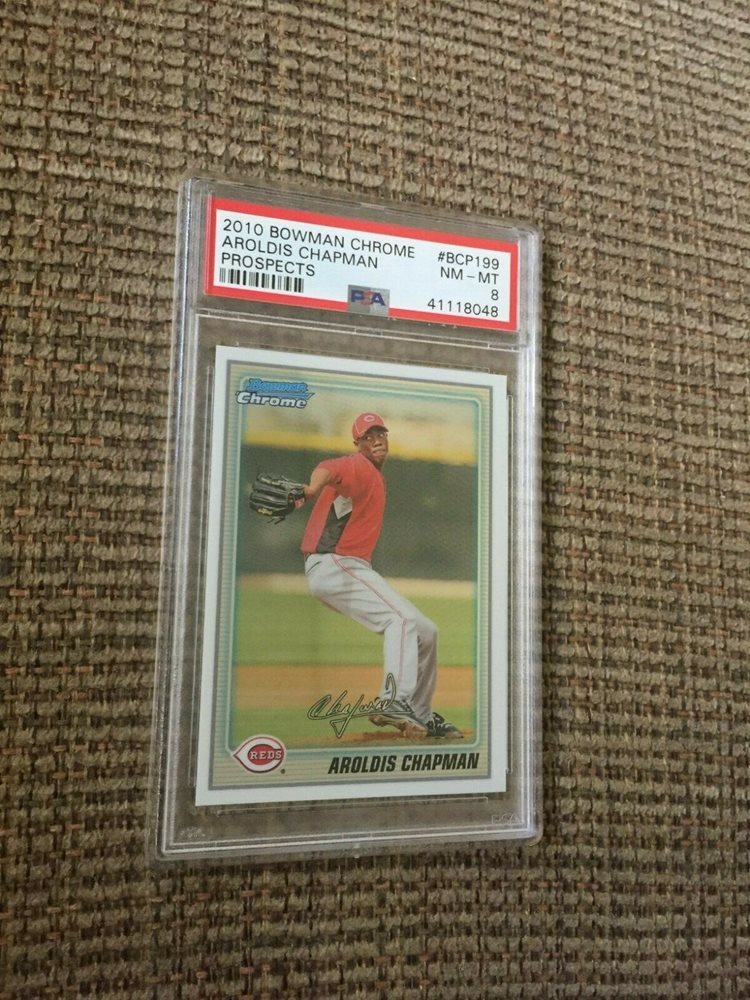 2010 BOWMAN CHROME #BCP199
AROLDIS CHAPMAN NM - MT
PROSPECTS 8
PSA 41118048
Bowman
Chrome
C
REDS
AROLDIS CHAPMAN